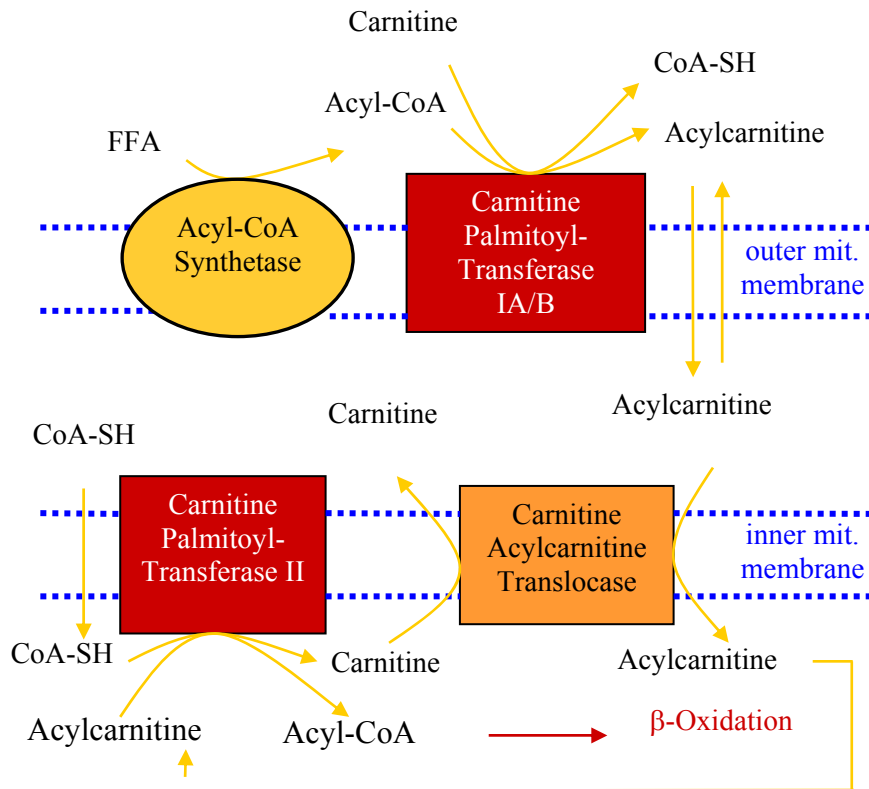 Carnitine
CoA-SH
Acyl-CoA
Acylcarnitine
FFA
Acyl-CoA
Synthetase
Carnitine
Palmitoyl-
Transferase
IA/B
outer mit.
membrane
Acylcarnitine
Carnitine
CoA-SH
Carnitine
Palmitoyl-
Transferase II
Carnitine
Acylcarnitine
Translocase
inner mit.
membrane
CoA-SH
Carnitine
Acylcarnitine
Acylcarnitine
Acyl-CoA
β-Oxidation